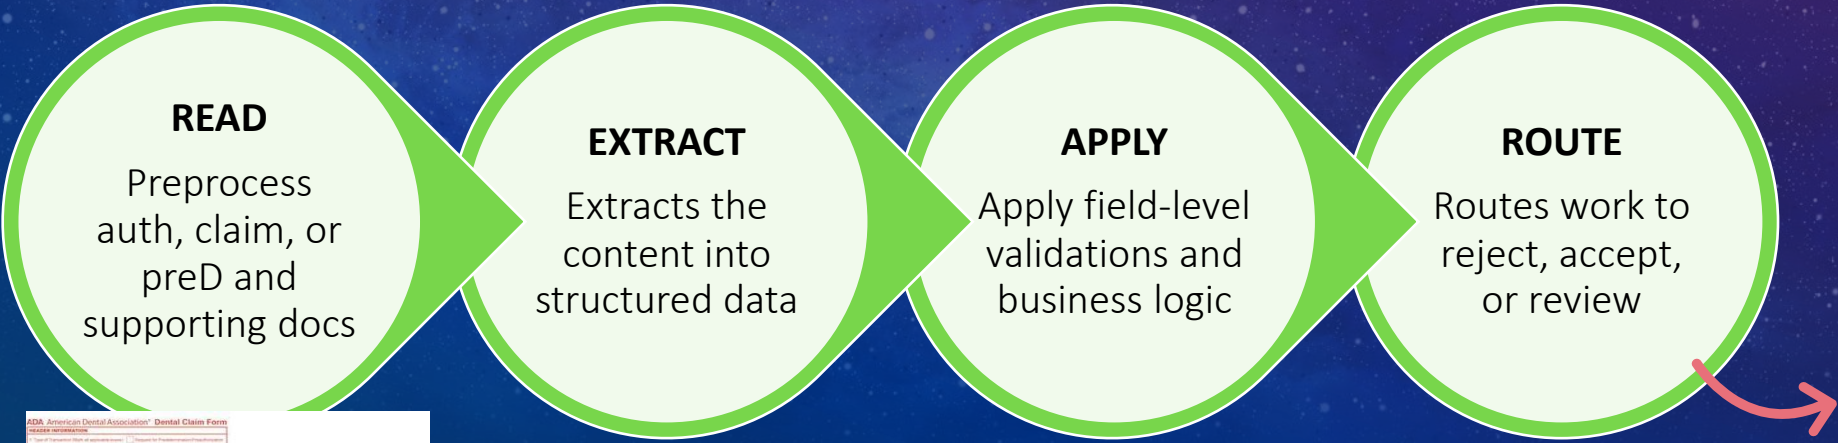 READ
Preprocess
auth, claim, or
preD and
supporting docs
EXTRACT
Extracts the
content into
structured data
APPLY
Apply field-level
validations and
business logic
ROUTE
Routes work to
reject, accept,
or review
ADA American Dental Association® Dental Claim Form
HEADER INFORMATION